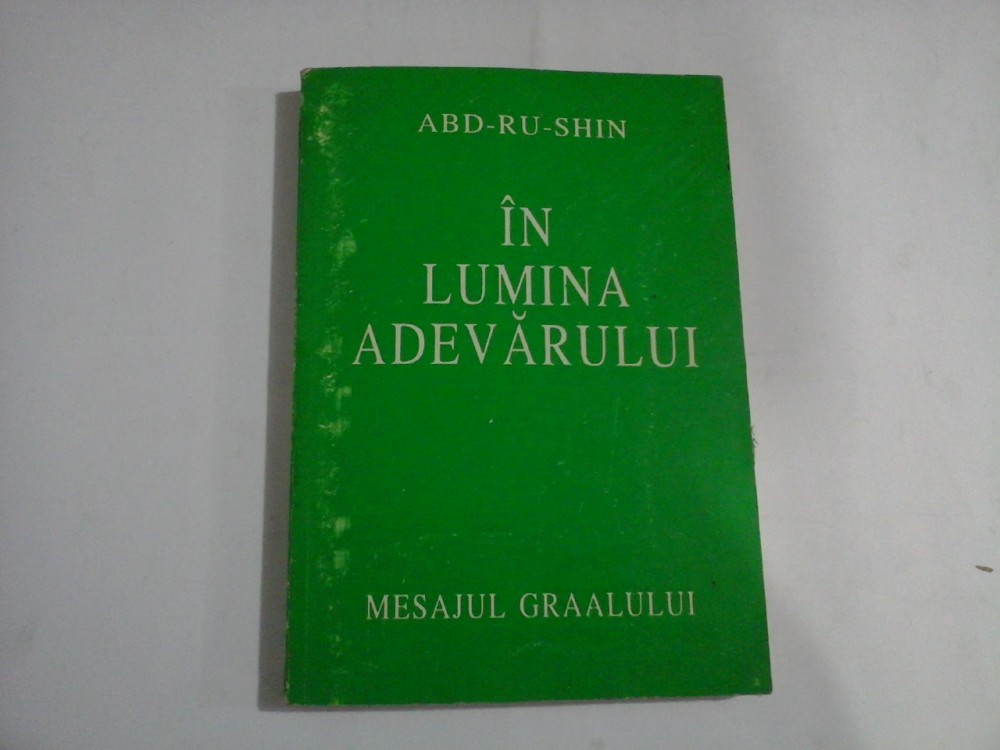 ABD-RU-SHIN
ÎN
LUMINA
ADEVĂRULUI
MESAJUL GRAALULUI